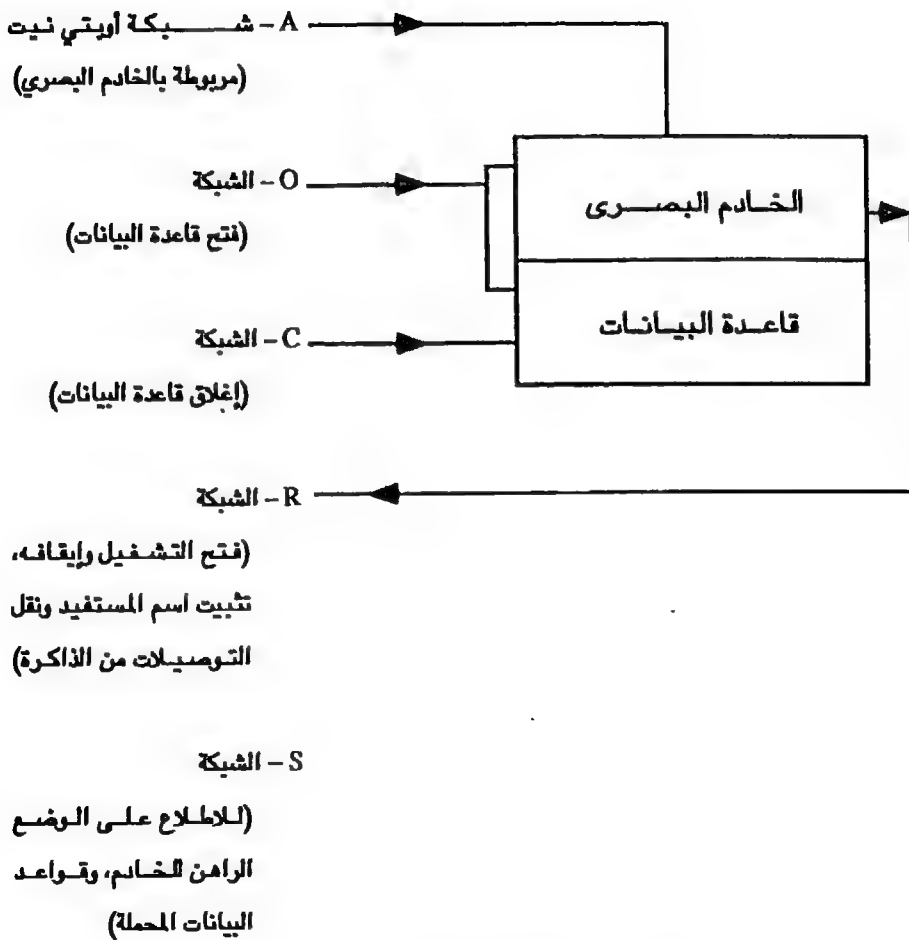 A – شبكة أوبتي نيت
(مربوطة بالخادم البصري)
الخادم البصرى
O – الشبكة
(فتح قاعدة البيانات)
قاعدة البيانات
C – الشبكة
(إغلاق قاعدة البيانات)
R – الشبكة
(فتح التشغيل وإيقافه،
تثبيت اسم المستفيد ونقل
التوصيلات من الذاكرة)
S – الشبكة
(للاطلاع على الوضع
الراهن للخادم، وقواعد
البيانات المحملة)